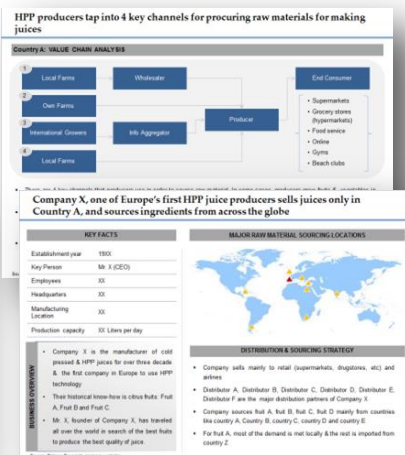 HPP producers tap into 4 key channels for procuring raw materials for making
juices
Country A: VALUE CHAIN ANALYSIS
1
Local Farms
Wholesaler
End Consumer
2
Own Farms
Producer
3
International Growers
Info Aggregator
4
Local Farms
• Supermarkets
• Grocery stores
(hypermarkets)
• Food service
• Online
• Gyms
• Beach clubs
Company X, one of Europe's first HPP juice producers sells juices only in
Country A, and sources ingredients from across the globe
KEY FACTS
Establishment year 19XX
Key Person Mr. X (CEO)
Employees XX
Headquarters XX
Manufacturing
Location XX
Production capacity XX Liters per day
BUSINESS OVERVIEW
• Company X is the manufacturer of cold
pressed & HPP juices for over three decade
& the first company in Europe to use HPP
technology
• Their historical know-how is citrus fruits. Fruit
A, Fruit B and Fruit C.
• Mr. X, founder of Company X, has traveled
all over the world in search of the best fruits
to produce the best quality of juice.
MAJOR RAW MATERIAL SOURCING LOCATIONS
DISTRIBUTION & SOURCING STRATEGY
• Company sells mainly to retail (supermarkets, drugstores, etc) and
airlines
• Distributor A, Distributor B, Distributor C, Distributor D, Distributor E,
Distributor F are the major distribution partners of Company X
• Company sources fruit A, fruit B, fruit C, fruit D mainly from countries
like country A, Country B, country C, country D and country E
• For fruit A, most of the demand is met locally & the rest is imported from
country Z